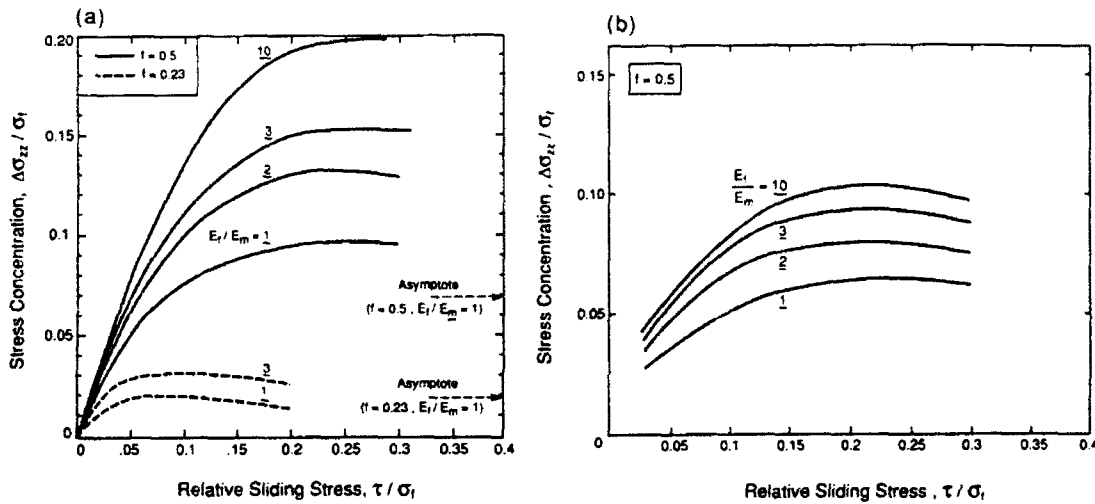 (a)
f = 0.5
f = 0.23
0.20
0.15
0.10
0.05
0
10
3
2
E_f / E_m = 1
3
1
Asymptote
(f = 0.5 , E_f / E_m = 1)
Asymptote
(f = 0.23 , E_f / E_m = 1)
0 .05 0.1 .15 0.2 .25 0.3 .35 0.4
Stress Concentration, Δσ_zz / σ_f
Relative Sliding Stress, τ / σ_f
(b)
f = 0.5
0.15
0.10
0.05
0
E_f
E_m = 10
3
2
1
0.05 0.1 0.15 0.2 0.25 0.3 .35 0.4
Stress Concentration , Δσ_zz / σ_f
Relative Sliding Stress , τ / σ_f